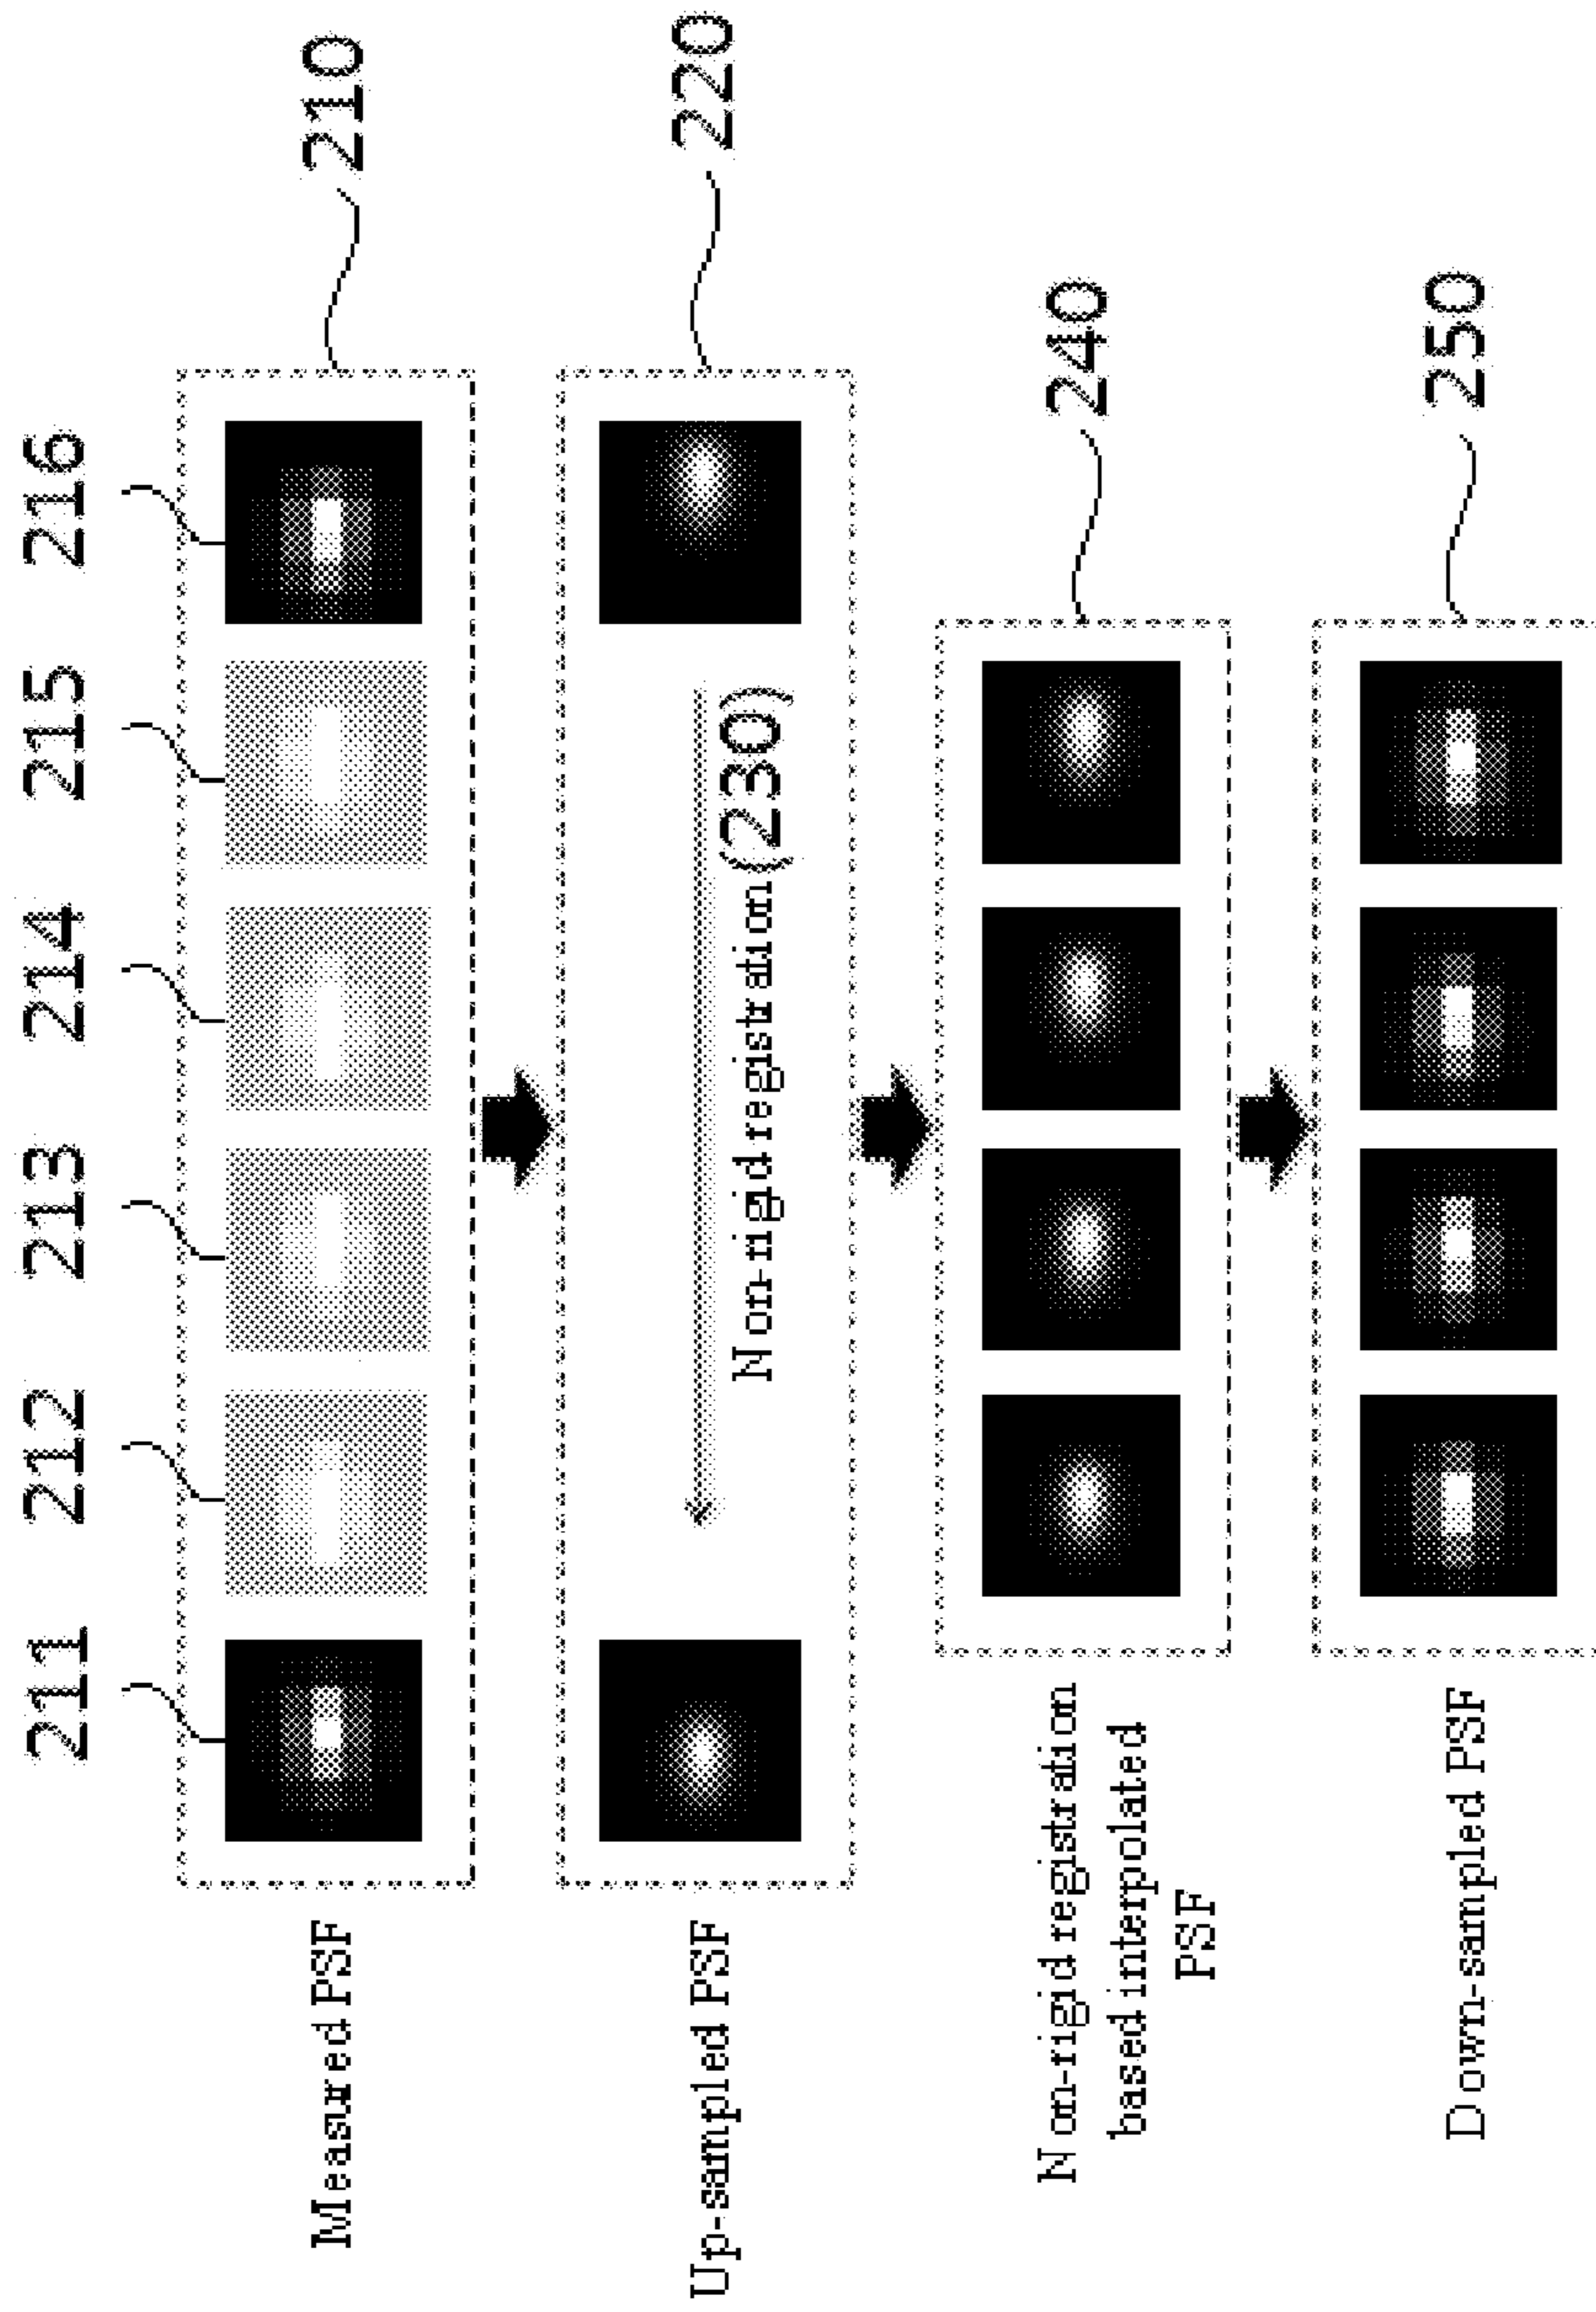 211 212 213 214 215 216
Measured PSF
210
Up-sampled PSF
220
Non-rigid registration (230)
Non-rigid registration
based interpolated
PSF
240
Down-sampled PSF
250